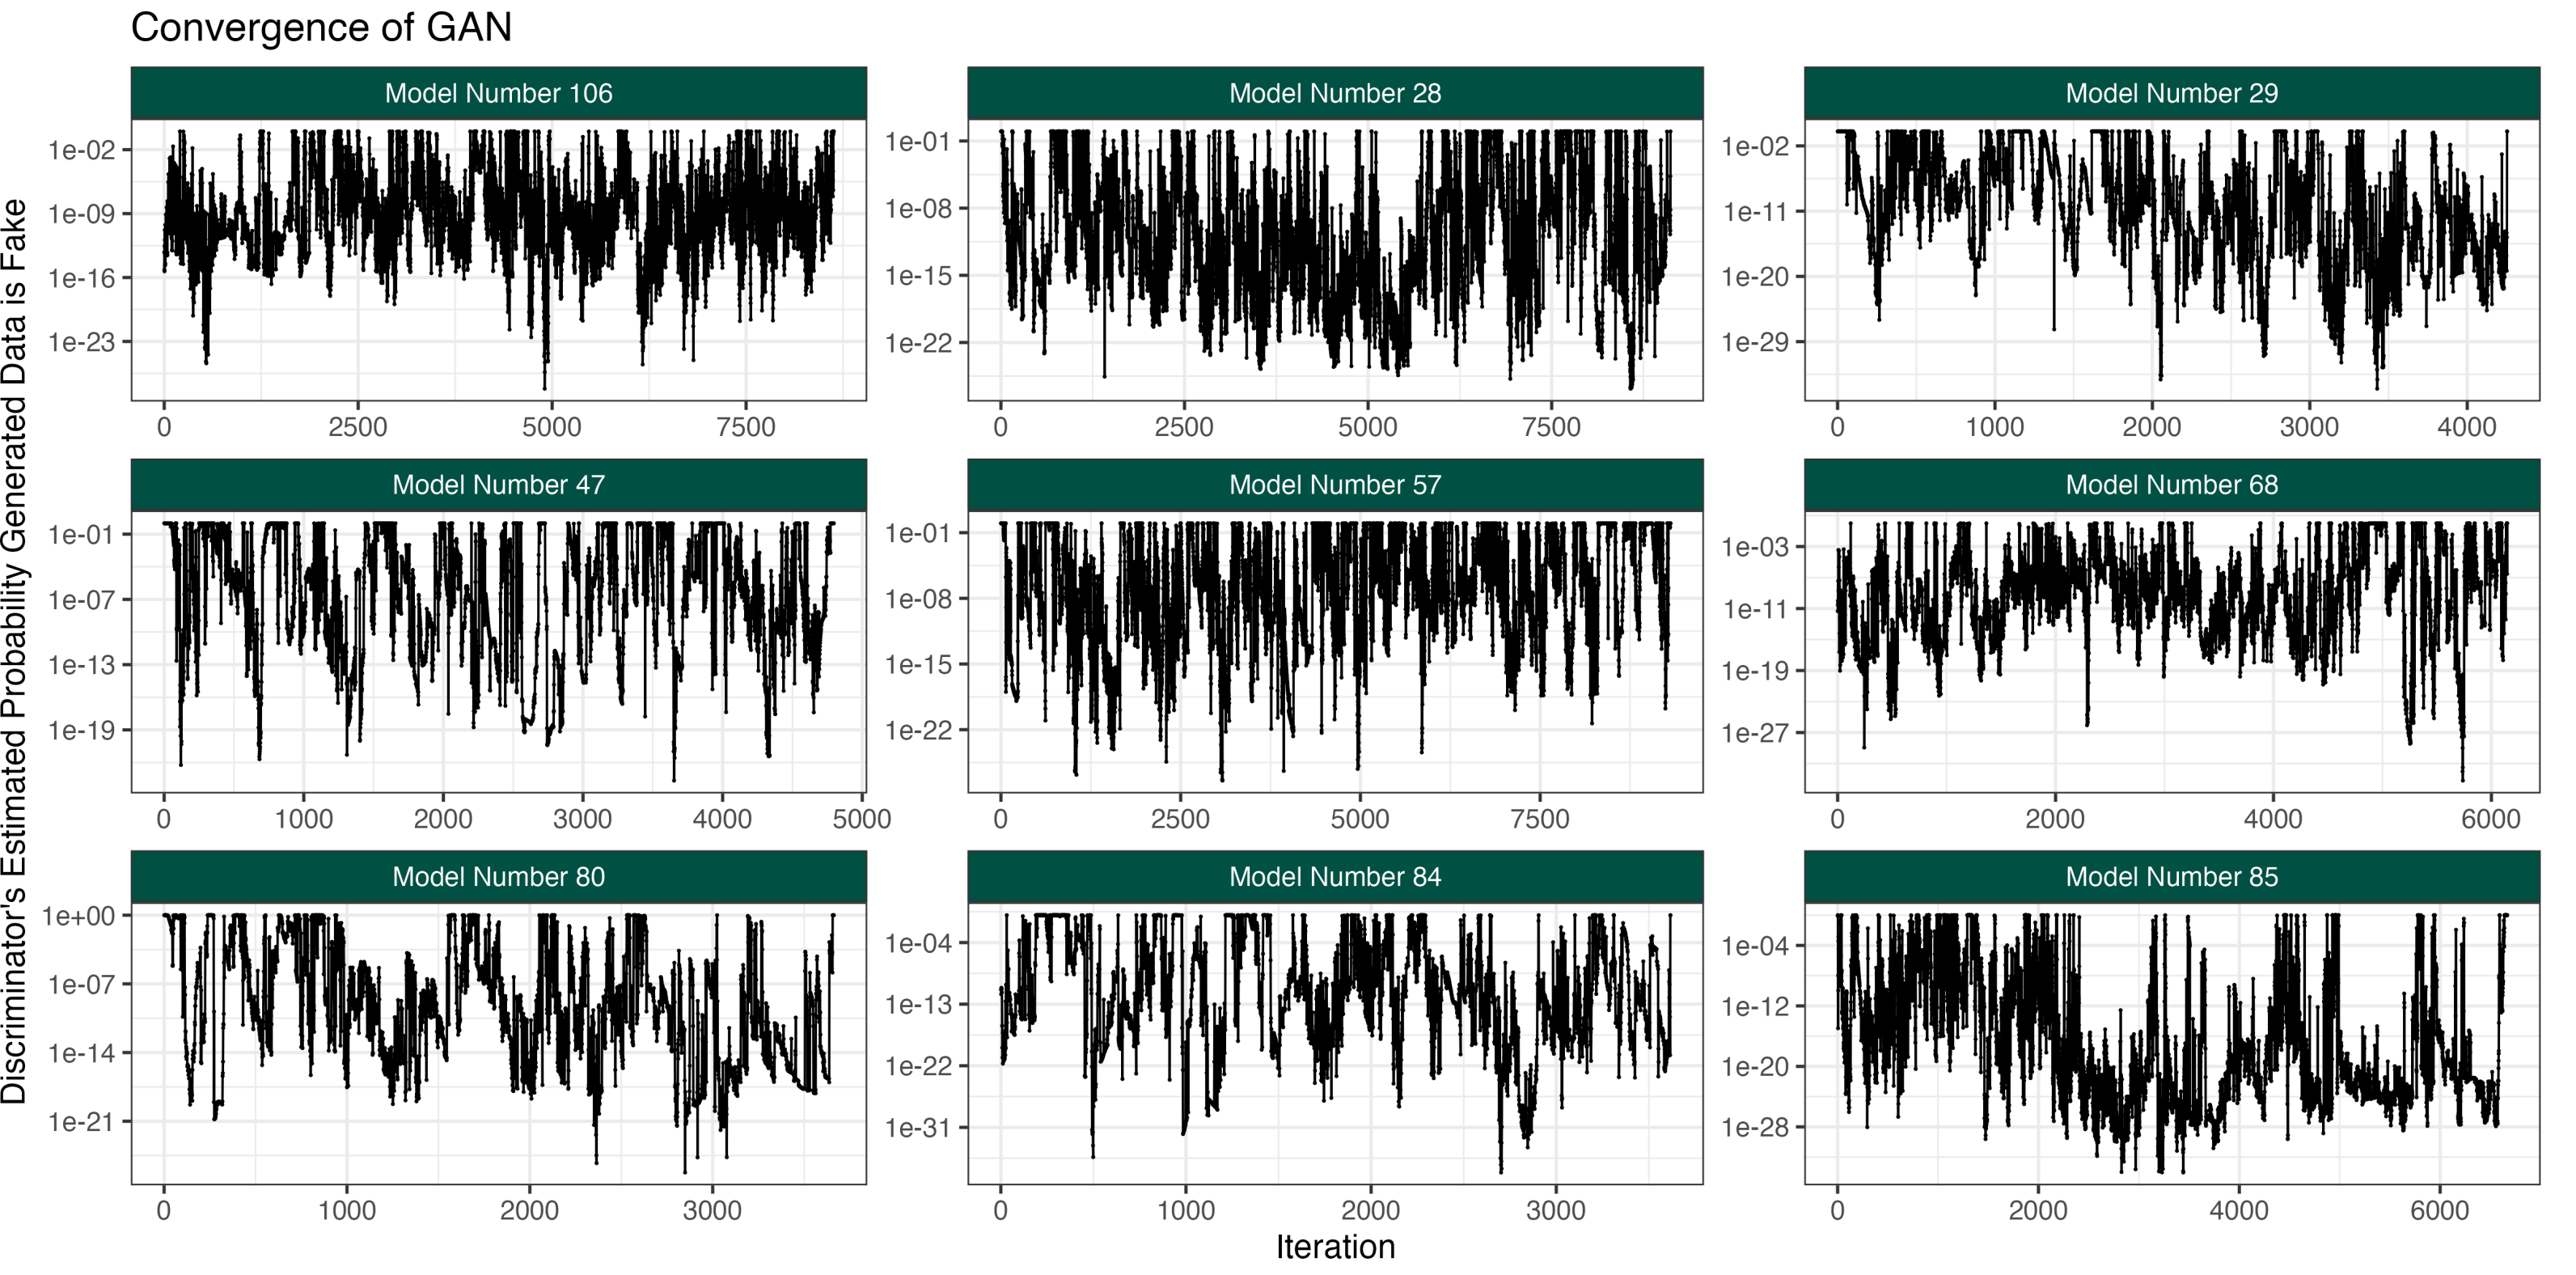 Convergence of GAN
Discriminator's Estimated Probability Generated Data is Fake
Model Number 106
1e-02
1e-09
1e-16
1e-23
0 2500 5000 7500
Model Number 28
1e-01
1e-08
1e-15
1e-22
0 2500 5000 7500
Model Number 29
1e-02
1e-11
1e-20
1e-29
0 1000 2000 3000 4000
Model Number 47
1e-01
1e-07
1e-13
1e-19
0 1000 2000 3000 4000 5000
Model Number 57
1e-01
1e-08
1e-15
1e-22
0 2500 5000 7500
Model Number 68
1e-03
1e-11
1e-19
1e-27
0 2000 4000 6000
Model Number 80
1e+00
1e-07
1e-14
1e-21
0 1000 2000 3000
Model Number 84
1e-04
1e-13
1e-22
1e-31
0 1000 2000 3000
Model Number 85
1e-04
1e-12
1e-20
1e-28
0 2000 4000 6000
Iteration